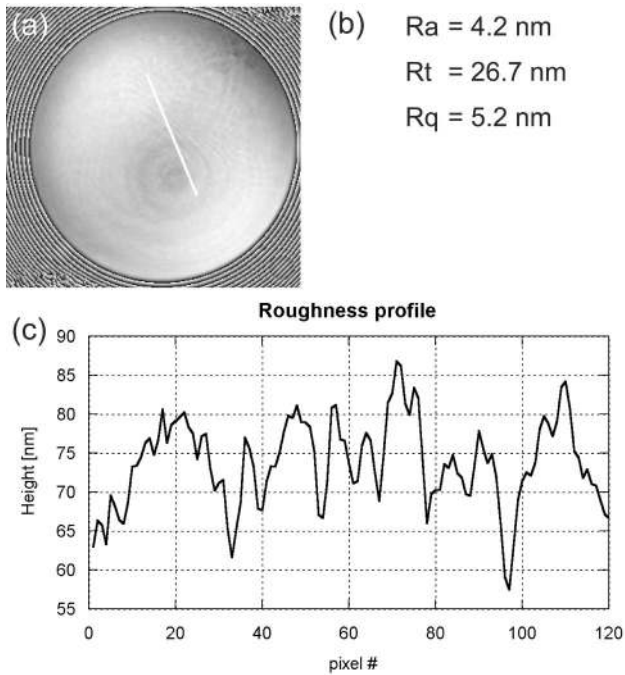 (a)
(b)
Ra = 4.2 nm
Rt = 26.7 nm
Rq = 5.2 nm
(c)
Roughness profile
Height [nm]
90
85
80
75
70
65
60
55
0 20 40 60 80 100 120
pixel #